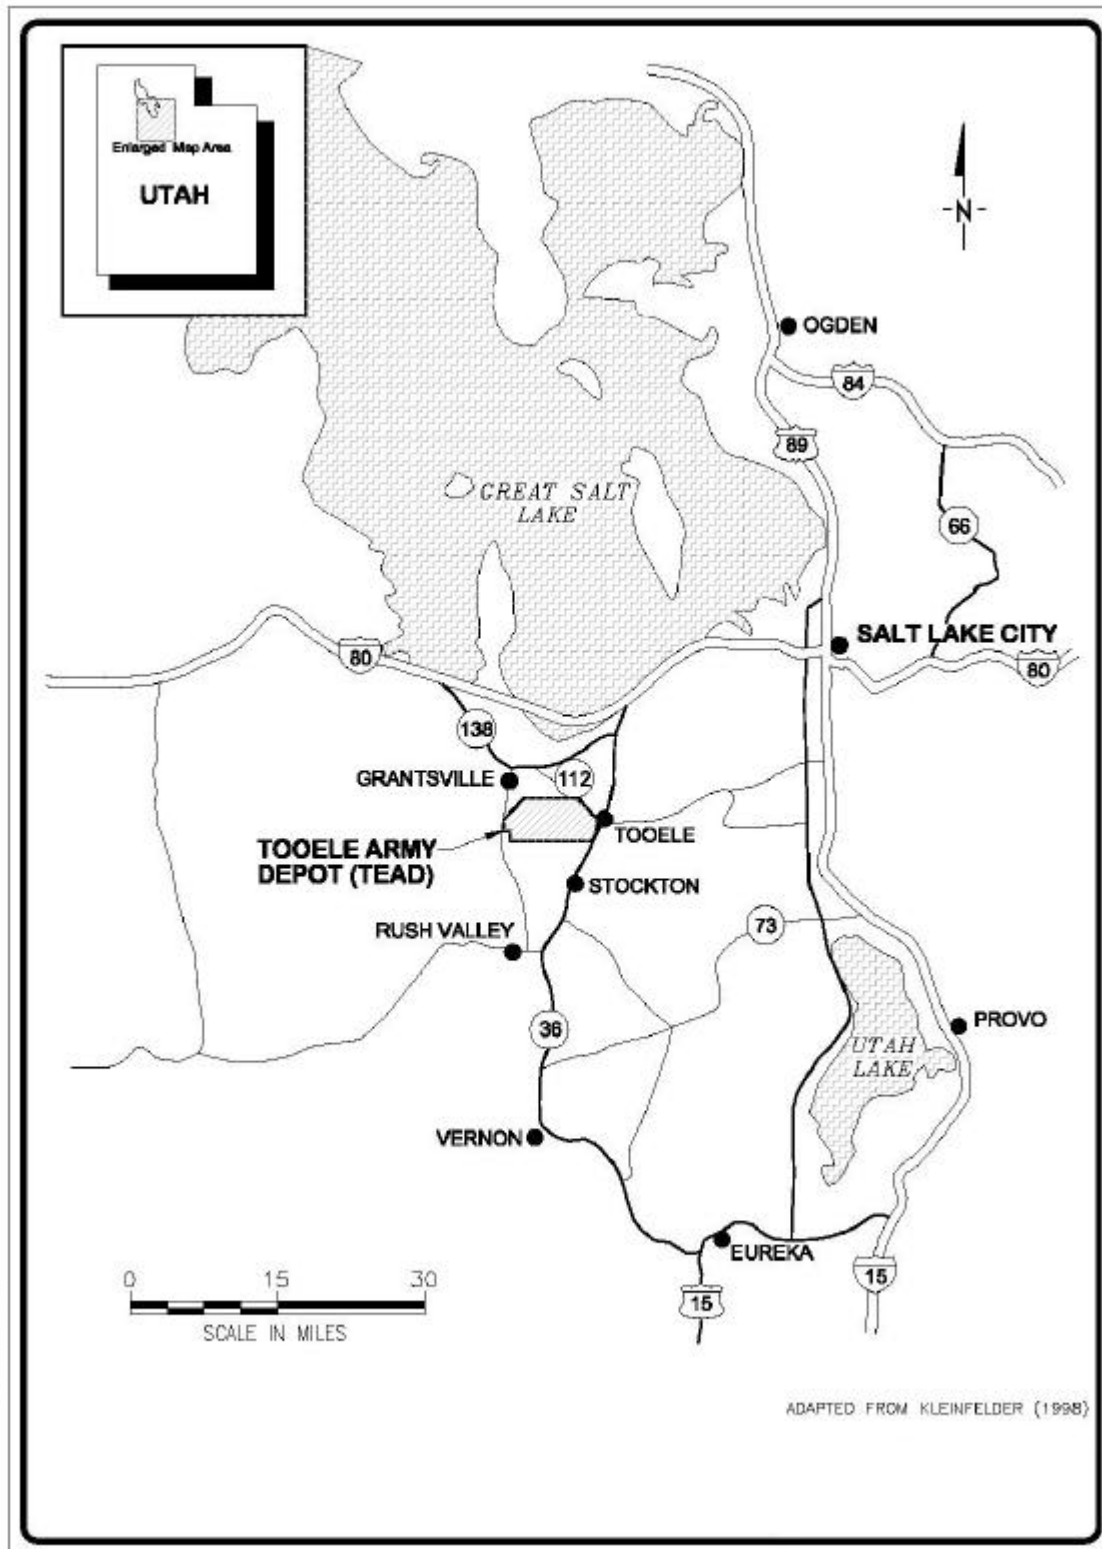 Enlarged Map Area
UTAH
-N-
OGDEN
84
89
GREAT SALT
LAKE
66
SALT LAKE CITY
80
80
138
GRANTSVILLE
112
TOOELE
TOOELE ARMY
DEPOT (TEAD)
STOCKTON
RUSH VALLEY
73
36
PROVO
UTAH
LAKE
VERNON
EUREKA
15
15
0 15 30
SCALE IN MILES
ADAPTED FROM KLEINFELDER (1998)